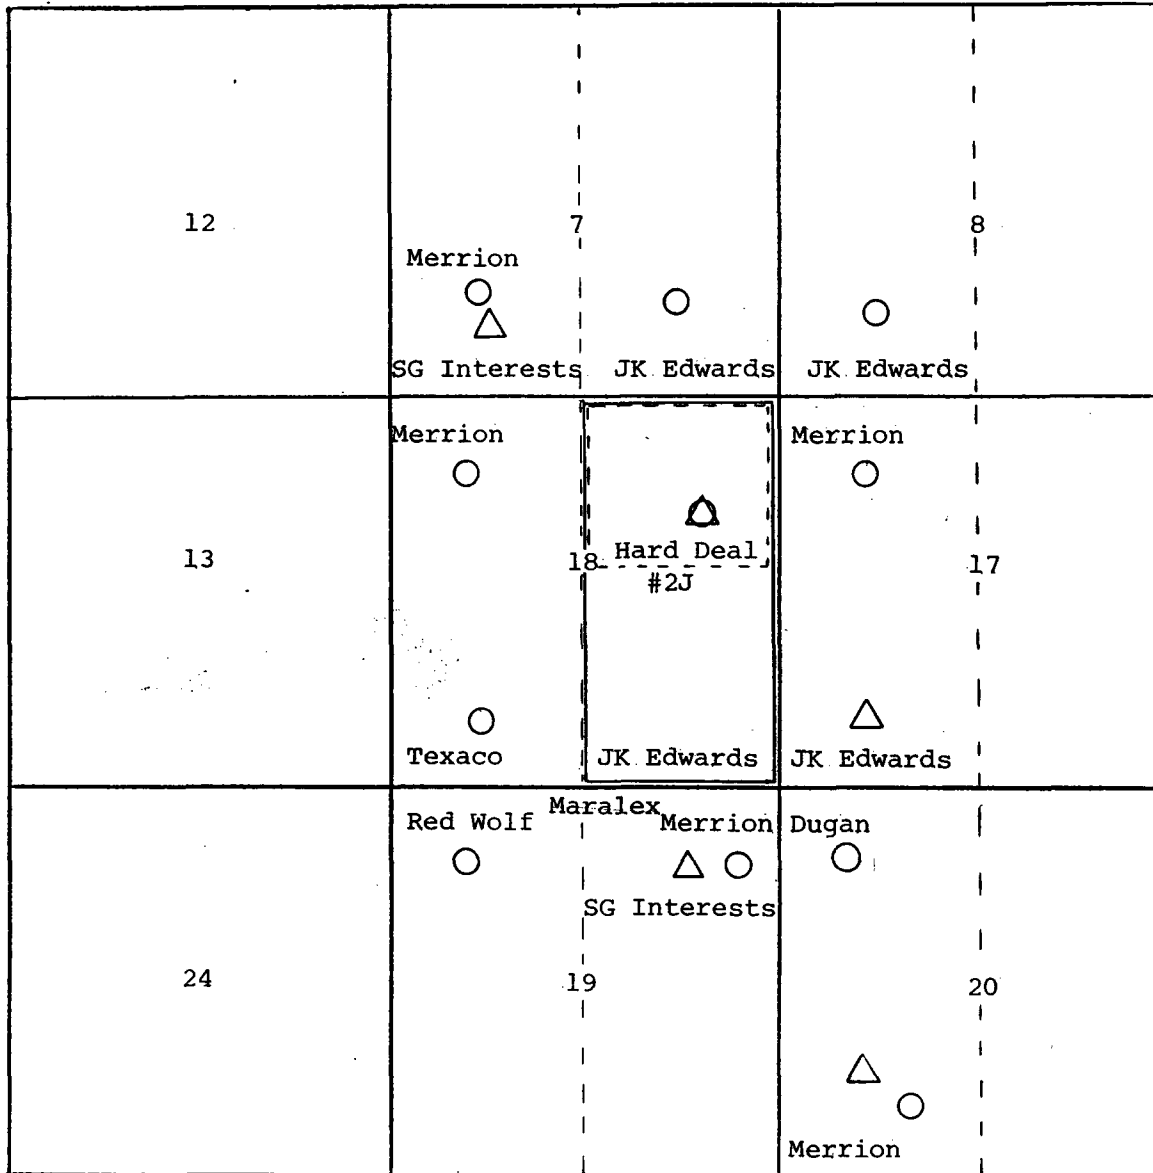 12
7
8
Merrion
SG Interests
JK Edwards
JK Edwards
Merrion
Merrion
13
18
Hard Deal
#2J
17
Texaco
JK Edwards
JK Edwards
Maralex
Red Wolf
Merrion
Dugan
SG Interests
24
19
20
Merrion